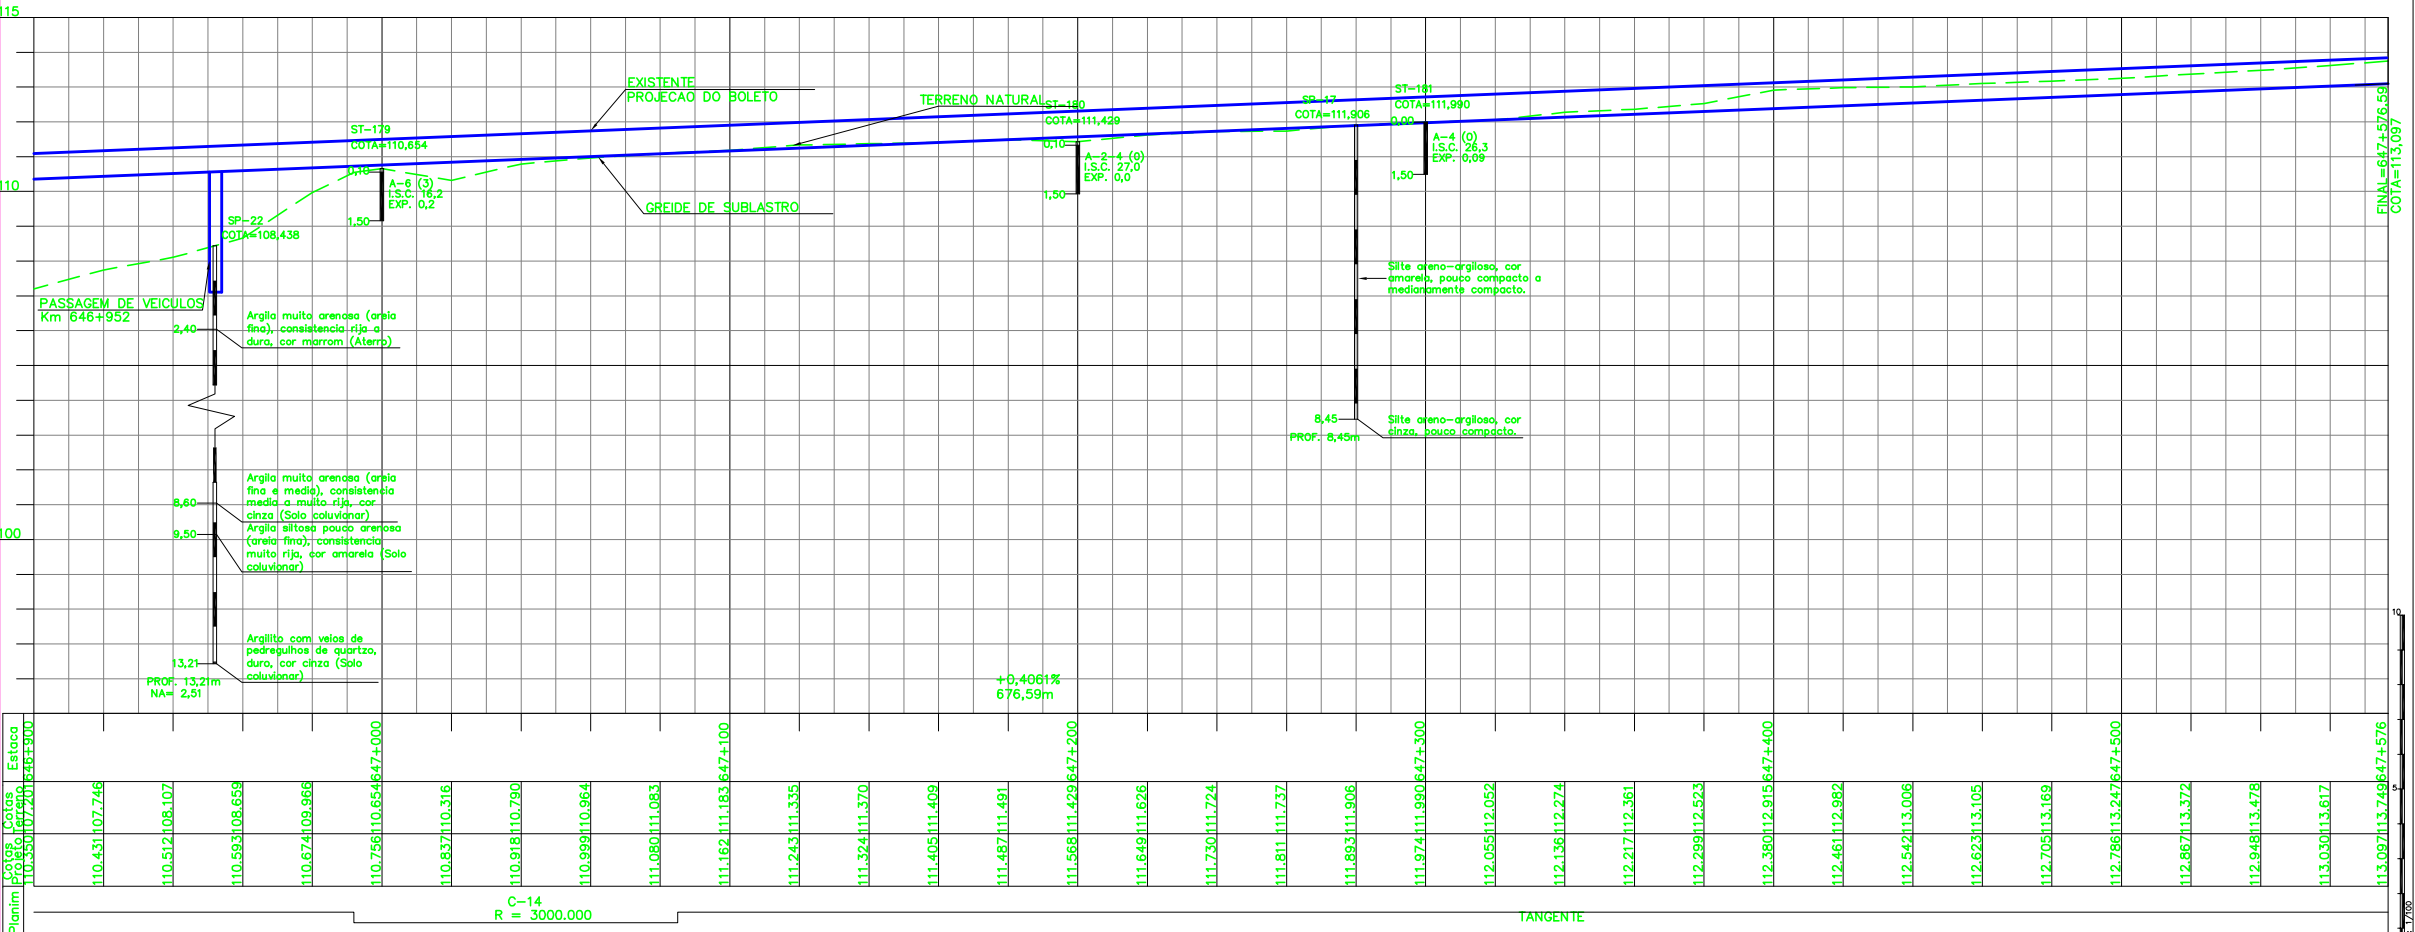 115
EXISTENTE
PROJECAO DO BOLETO
TERRENO NATURAL
ST-179
COTA=110,654
0,10
A-6 (3)
I.S.C. 16,2
EXP. 0,2
1,50
ST-180
COTA=111,429
0,10
A-2-4 (0)
I.S.C. 27,0
EXP. 0,0
1,50
SP-17
COTA=111,906
ST-181
COTA=111,990
0,00
A-4 (0)
I.S.C. 26,3
EXP. 0,09
1,50
FINAL=647+576.59
COTA=113.097
110
SP-22
COTA=108,438
GREIDE DE SUBLASTRO
PASSAGEM DE VEICULOS
Km 646+952
2,40
Argila muito arenosa (areia
fina), consistencia rija a
dura, cor marrom (Aterro)
Silte areno-argiloso, cor
amarela, pouco compacto a
medianamente compacto.
8,45
PROF. 8,45m
Silte areno-argiloso, cor
cinza, pouco compacto.
8,60
Argila muito arenosa (areia
fina e media), consistencia
media a muito rija, cor
cinza (Solo coluvionar)
100
9,50
Argila siltosa pouco arenosa
(areia fina), consistencia
muito rija, cor amarela (Solo
coluvionar)
13,21
Argilito com veios de
pedregulhos de quartzo,
duro, cor cinza (Solo
coluvionar)
PROF. 13,21m
NA= 2,51
+0,4061%
676,59m
10
5
1/100
Estaca
646+900
647+000
647+100
647+200
647+300
647+400
647+500
647+576
Cotas Terreno
107.201
107.746
108.107
108.659
109.966
110.654
110.316
110.790
110.964
111.083
111.183
111.335
111.370
111.409
111.491
111.429
111.626
111.724
111.737
111.906
111.990
112.052
112.274
112.361
112.523
112.915
112.982
113.006
113.105
113.169
113.247
113.372
113.478
113.617
113.749
Cotas Projeto
110.350
110.431
110.512
110.593
110.674
110.756
110.837
110.918
110.999
111.080
111.162
111.243
111.324
111.405
111.487
111.568
111.649
111.730
111.811
111.893
111.974
112.055
112.136
112.217
112.299
112.380
112.461
112.542
112.623
112.705
112.786
112.867
112.948
113.030
113.097
Planim
C-14
R = 3000.000
TANGENTE